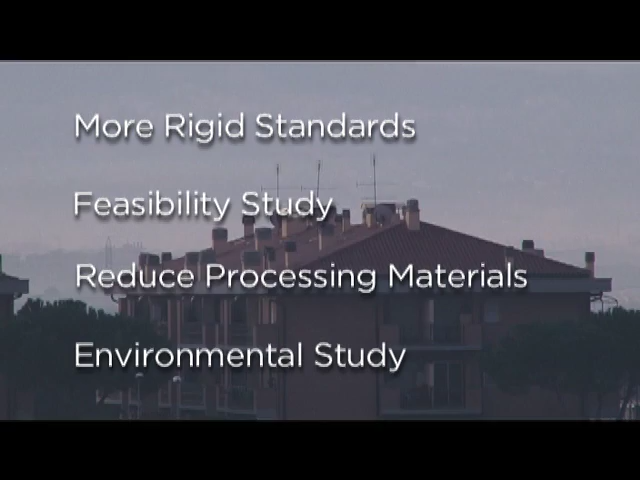 More Rigid Standards
Feasibility Study
Reduce Processing Materials
Environmental Study